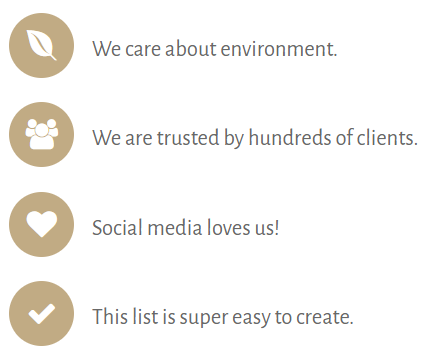 We care about environment.
We are trusted by hundreds of clients.
Social media loves us!
This list is super easy to create.